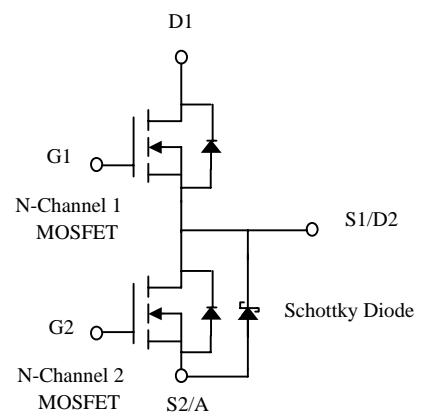 D1
G1
N-Channel 1
MOSFET
S1/D2
Schottky Diode
G2
N-Channel 2
MOSFET
S2/A